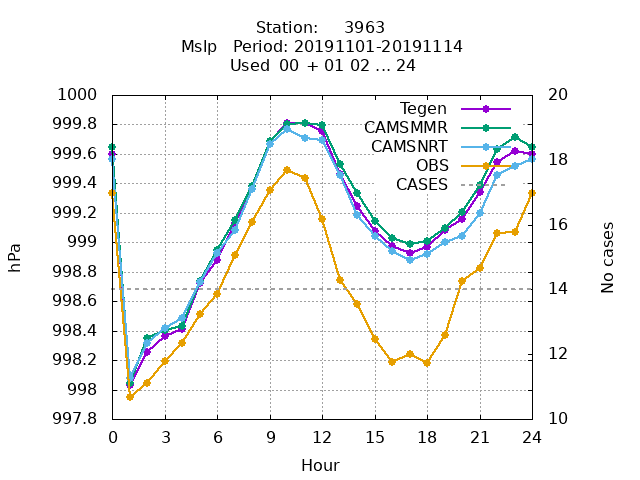 Station: 3963
Mslp Period: 20191101-20191114
Used 00 + 01 02 ... 24
1000
999.8
999.6
999.4
999.2
999
998.8
998.6
998.4
998.2
998
997.8
hPa
Tegen
CAMSMMR
CAMSNRT
OBS
CASES
20
18
16
14
12
10
No cases
0 3 6 9 12 15 18 21 24
Hour